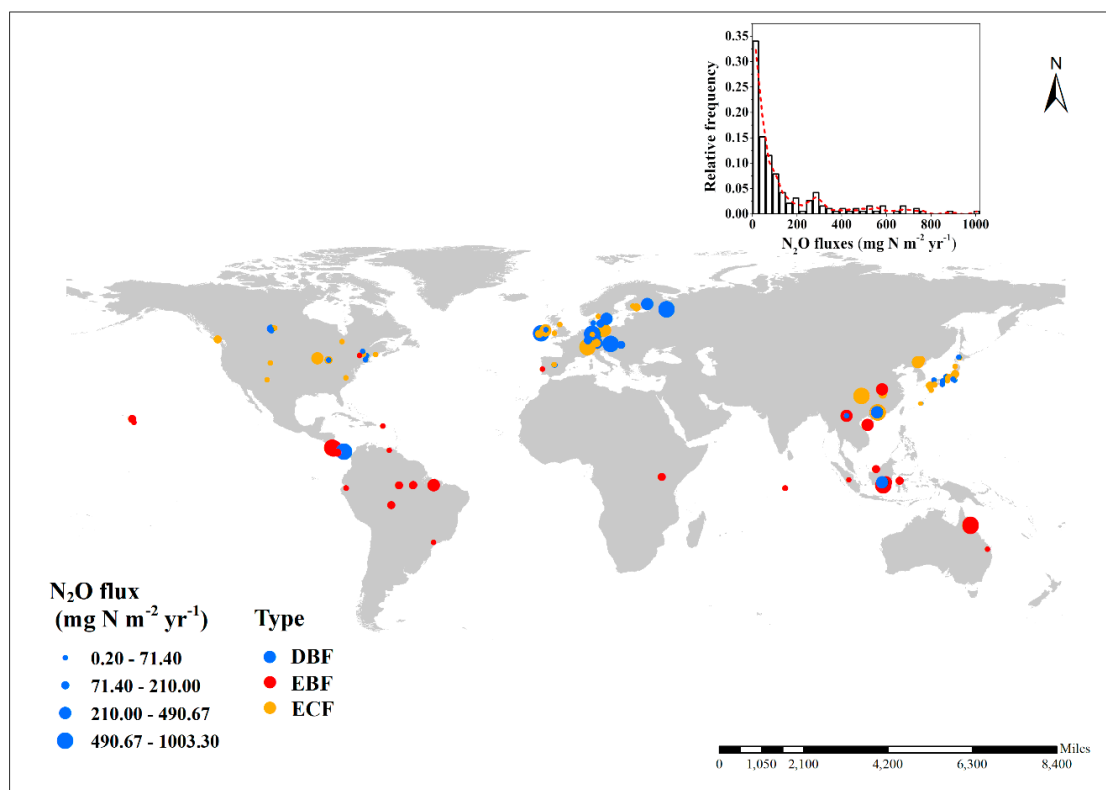 0.35
0.30
0.25
0.20
0.15
0.10
0.05
0.00
Relative frequency
0 200 400 600 800 1000
N₂O fluxes (mg N m⁻² yr⁻¹)
N
N₂O flux
(mg N m⁻² yr⁻¹)
0.20 - 71.40
71.40 - 210.00
210.00 - 490.67
490.67 - 1003.30
Type
DBF
EBF
ECF
Miles
0 1,050 2,100 4,200 6,300 8,400